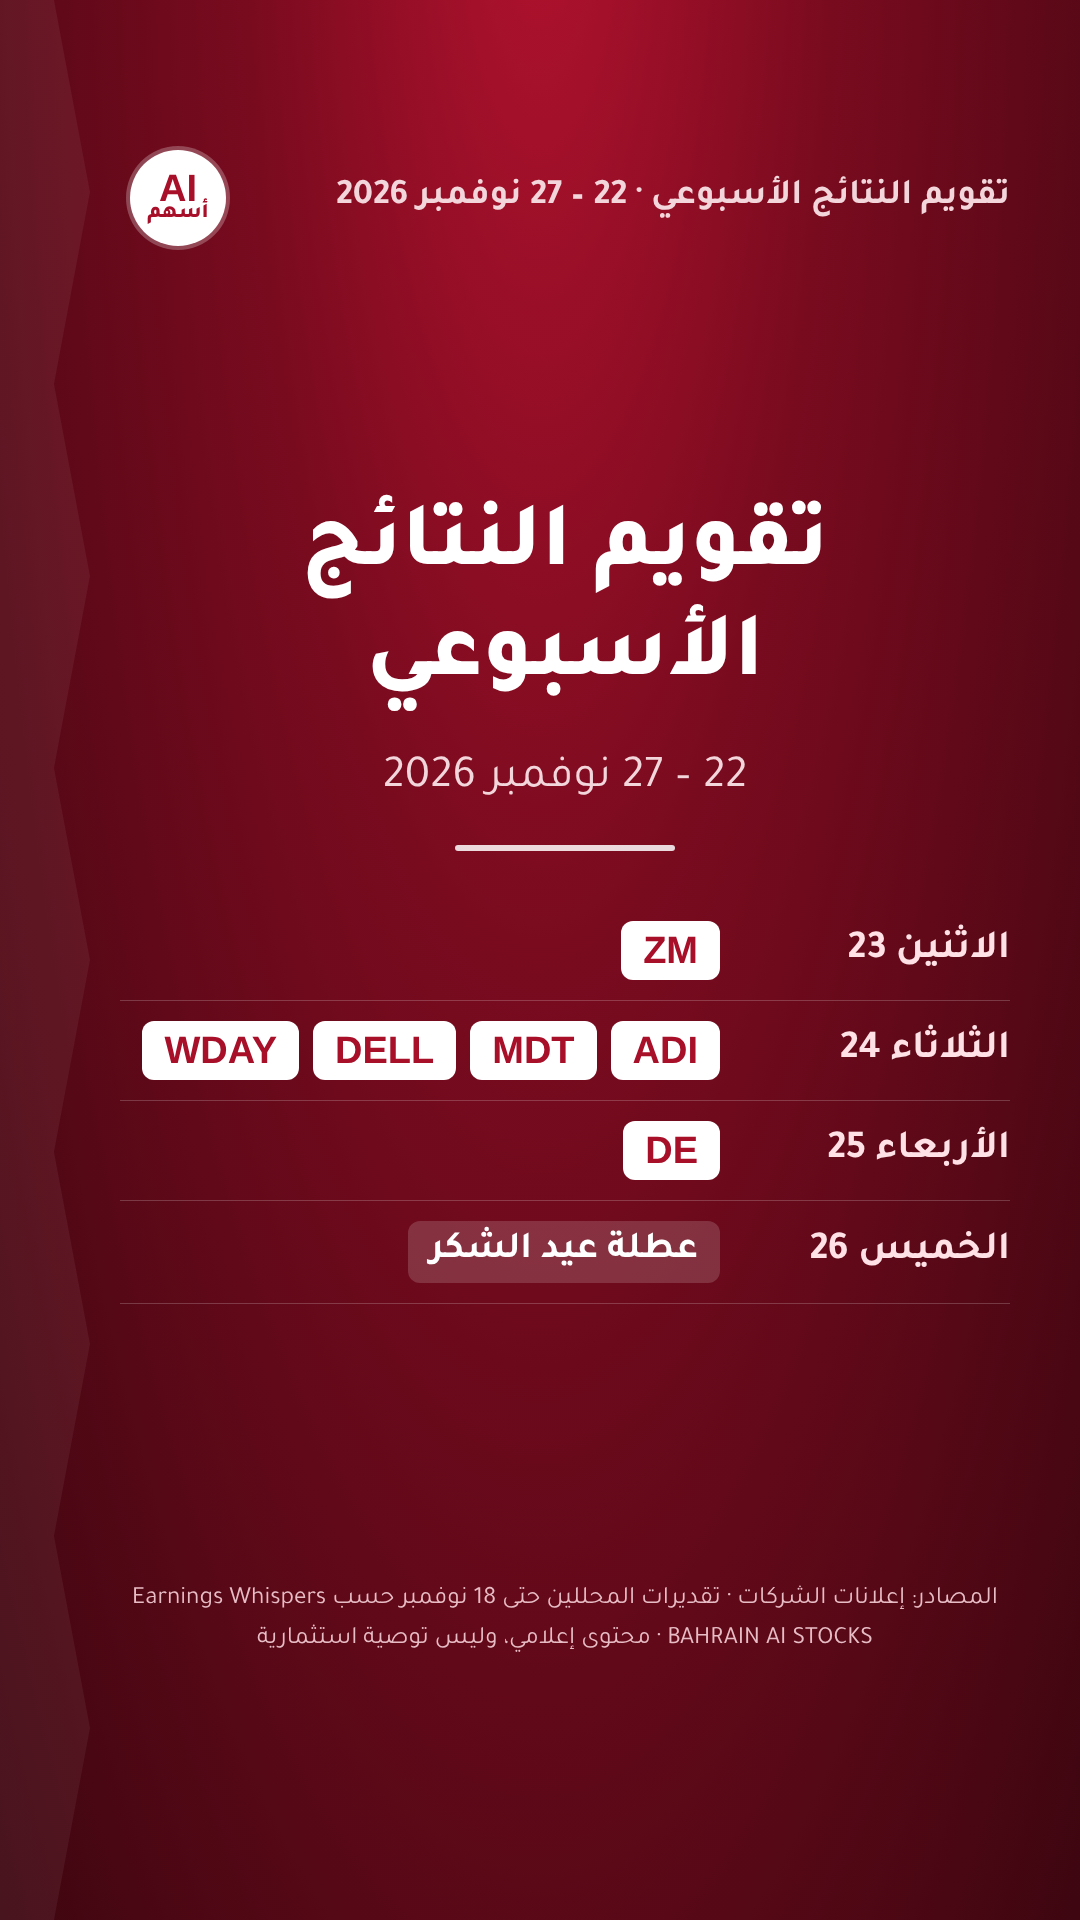 تقويم النتائج الأسبوعي · 22 - 27 نوفمبر 2026
AI
أسهم
تقويم النتائج
الأسبوعي
22 - 27 نوفمبر 2026
الاثنين 23 ZM
الثلاثاء 24 ADI MDT DELL WDAY
الأربعاء 25 DE
الخميس 26 عطلة عيد الشكر
المصادر: إعلانات الشركات · تقديرات المحللين حتى 18 نوفمبر حسب Earnings Whispers
BAHRAIN AI STOCKS · محتوى إعلامي، وليس توصية استثمارية